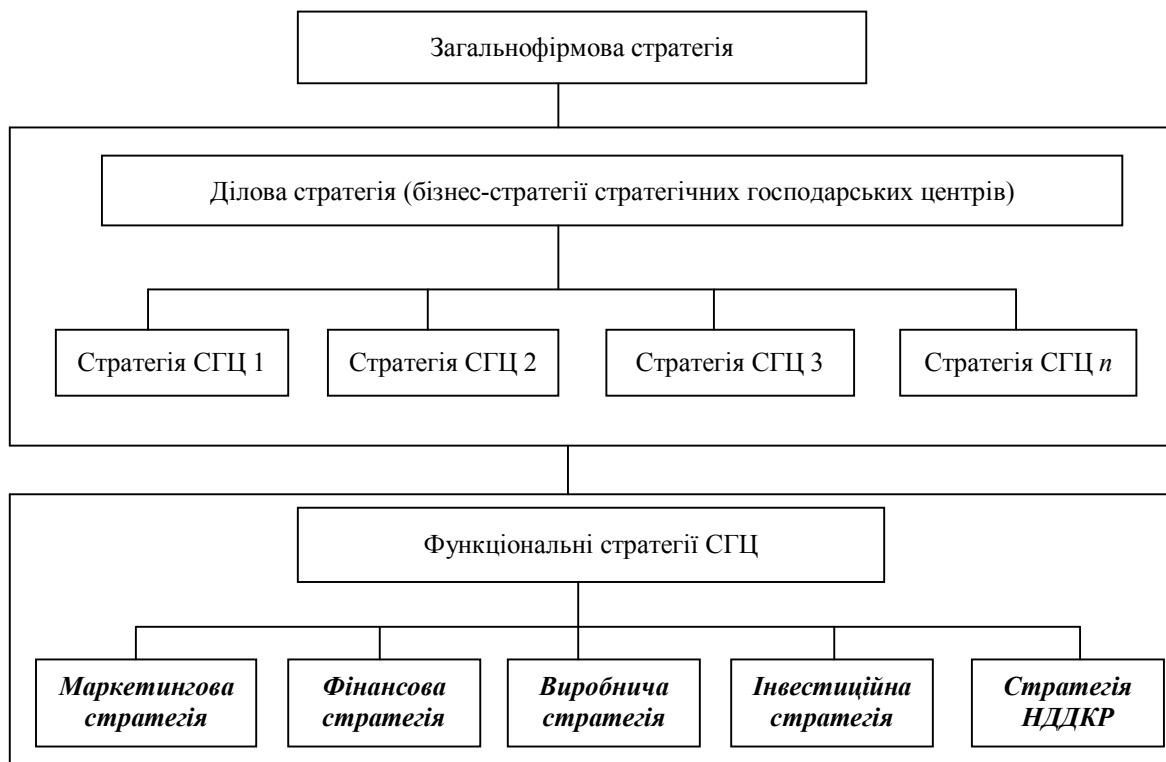 Загальнофірмова стратегія
Ділова стратегія (бізнес-стратегії стратегічних господарських центрів)
Стратегія СГЦ 1
Стратегія СГЦ 2
Стратегія СГЦ 3
Стратегія СГЦ n
Функціональні стратегії СГЦ
Маркетингова
стратегія
Фінансова
стратегія
Виробнича
стратегія
Інвестиційна
стратегія
Стратегія
НДДКР